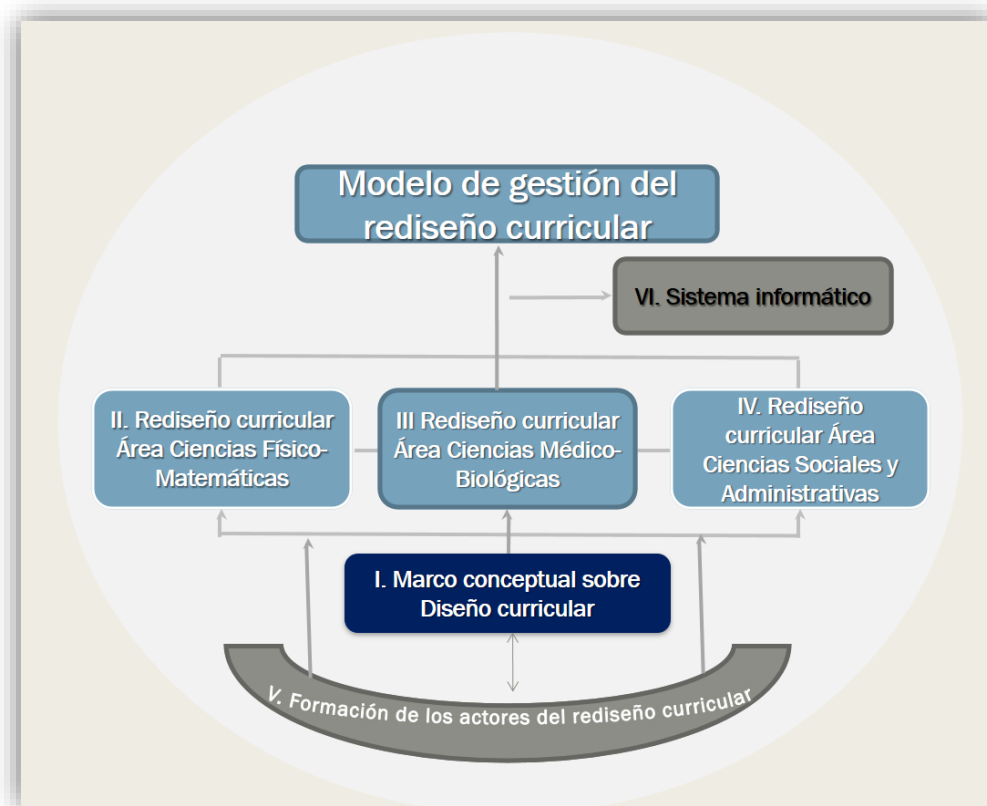 Modelo de gestión del
rediseño curricular
VI. Sistema informático
II. Rediseño curricular
Área Ciencias Físico-
Matemáticas
III Rediseño curricular
Área Ciencias Médico-
Biológicas
IV. Rediseño
curricular Área
Ciencias Sociales y
Administrativas
I. Marco conceptual sobre
Diseño curricular
V. Formación de los actores del rediseño curricular